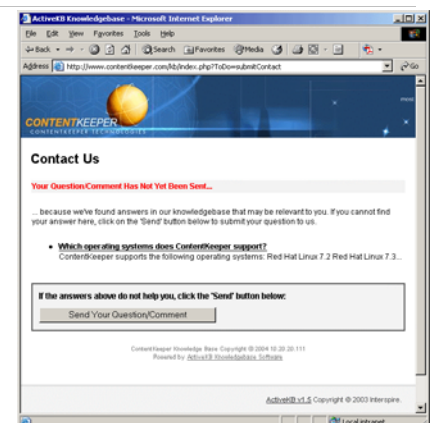 ActiveKB Knowledgebase - Microsoft Internet Explorer
File Edit View Favorites Tools Help
Back Search Favorites Media
Address http://www.contentkeeper.com/kb/index.php?ToDo=submitContact Go
more
CONTENTKEEPER
CONTENTKEEPER TECHNOLOGIES
Contact Us
Your Question/Comment Has Not Yet Been Sent...
... because we've found answers in our knowledgebase that may be relevant to you. If you cannot find
your answer here, click on the 'Send' button below to submit your question to us.
• Which operating systems does ContentKeeper support?
ContentKeeper supports the following operating systems: Red Hat Linux 7.2 Red Hat Linux 7.3...
If the answers above do not help you, click the 'Send' button below:
Send Your Question/Comment
ContentKeeper Knowledge Base Copyright © 2004 10.20.20.111
Powered by ActiveKB Knowledgebase Software
ActiveKB v1.5 Copyright © 2003 Interspire.
Local intranet